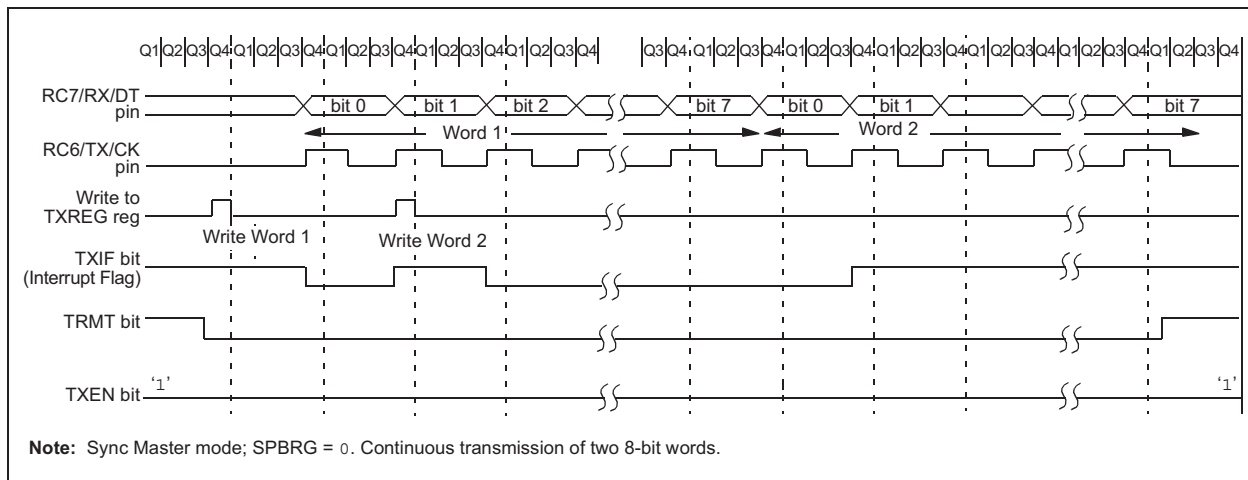 Q1 Q2 Q3 Q4 Q1 Q2 Q3 Q4 Q1 Q2 Q3 Q4 Q1 Q2 Q3 Q4 Q1 Q2 Q3 Q4 Q3 Q4 Q1 Q2 Q3 Q4 Q1 Q2 Q3 Q4 Q1 Q2 Q3 Q4 Q1 Q2 Q3 Q4 Q1 Q2 Q3 Q4 Q1 Q2 Q3 Q4
RC7/RX/DT
pin
bit 0 bit 1 bit 2 bit 7 bit 0 bit 1 bit 7
Word 1 Word 2
RC6/TX/CK
pin
Write to
TXREG reg
Write Word 1 Write Word 2
TXIF bit
(Interrupt Flag)
TRMT bit
TXEN bit '1' '1'
Note: Sync Master mode; SPBRG = 0. Continuous transmission of two 8-bit words.